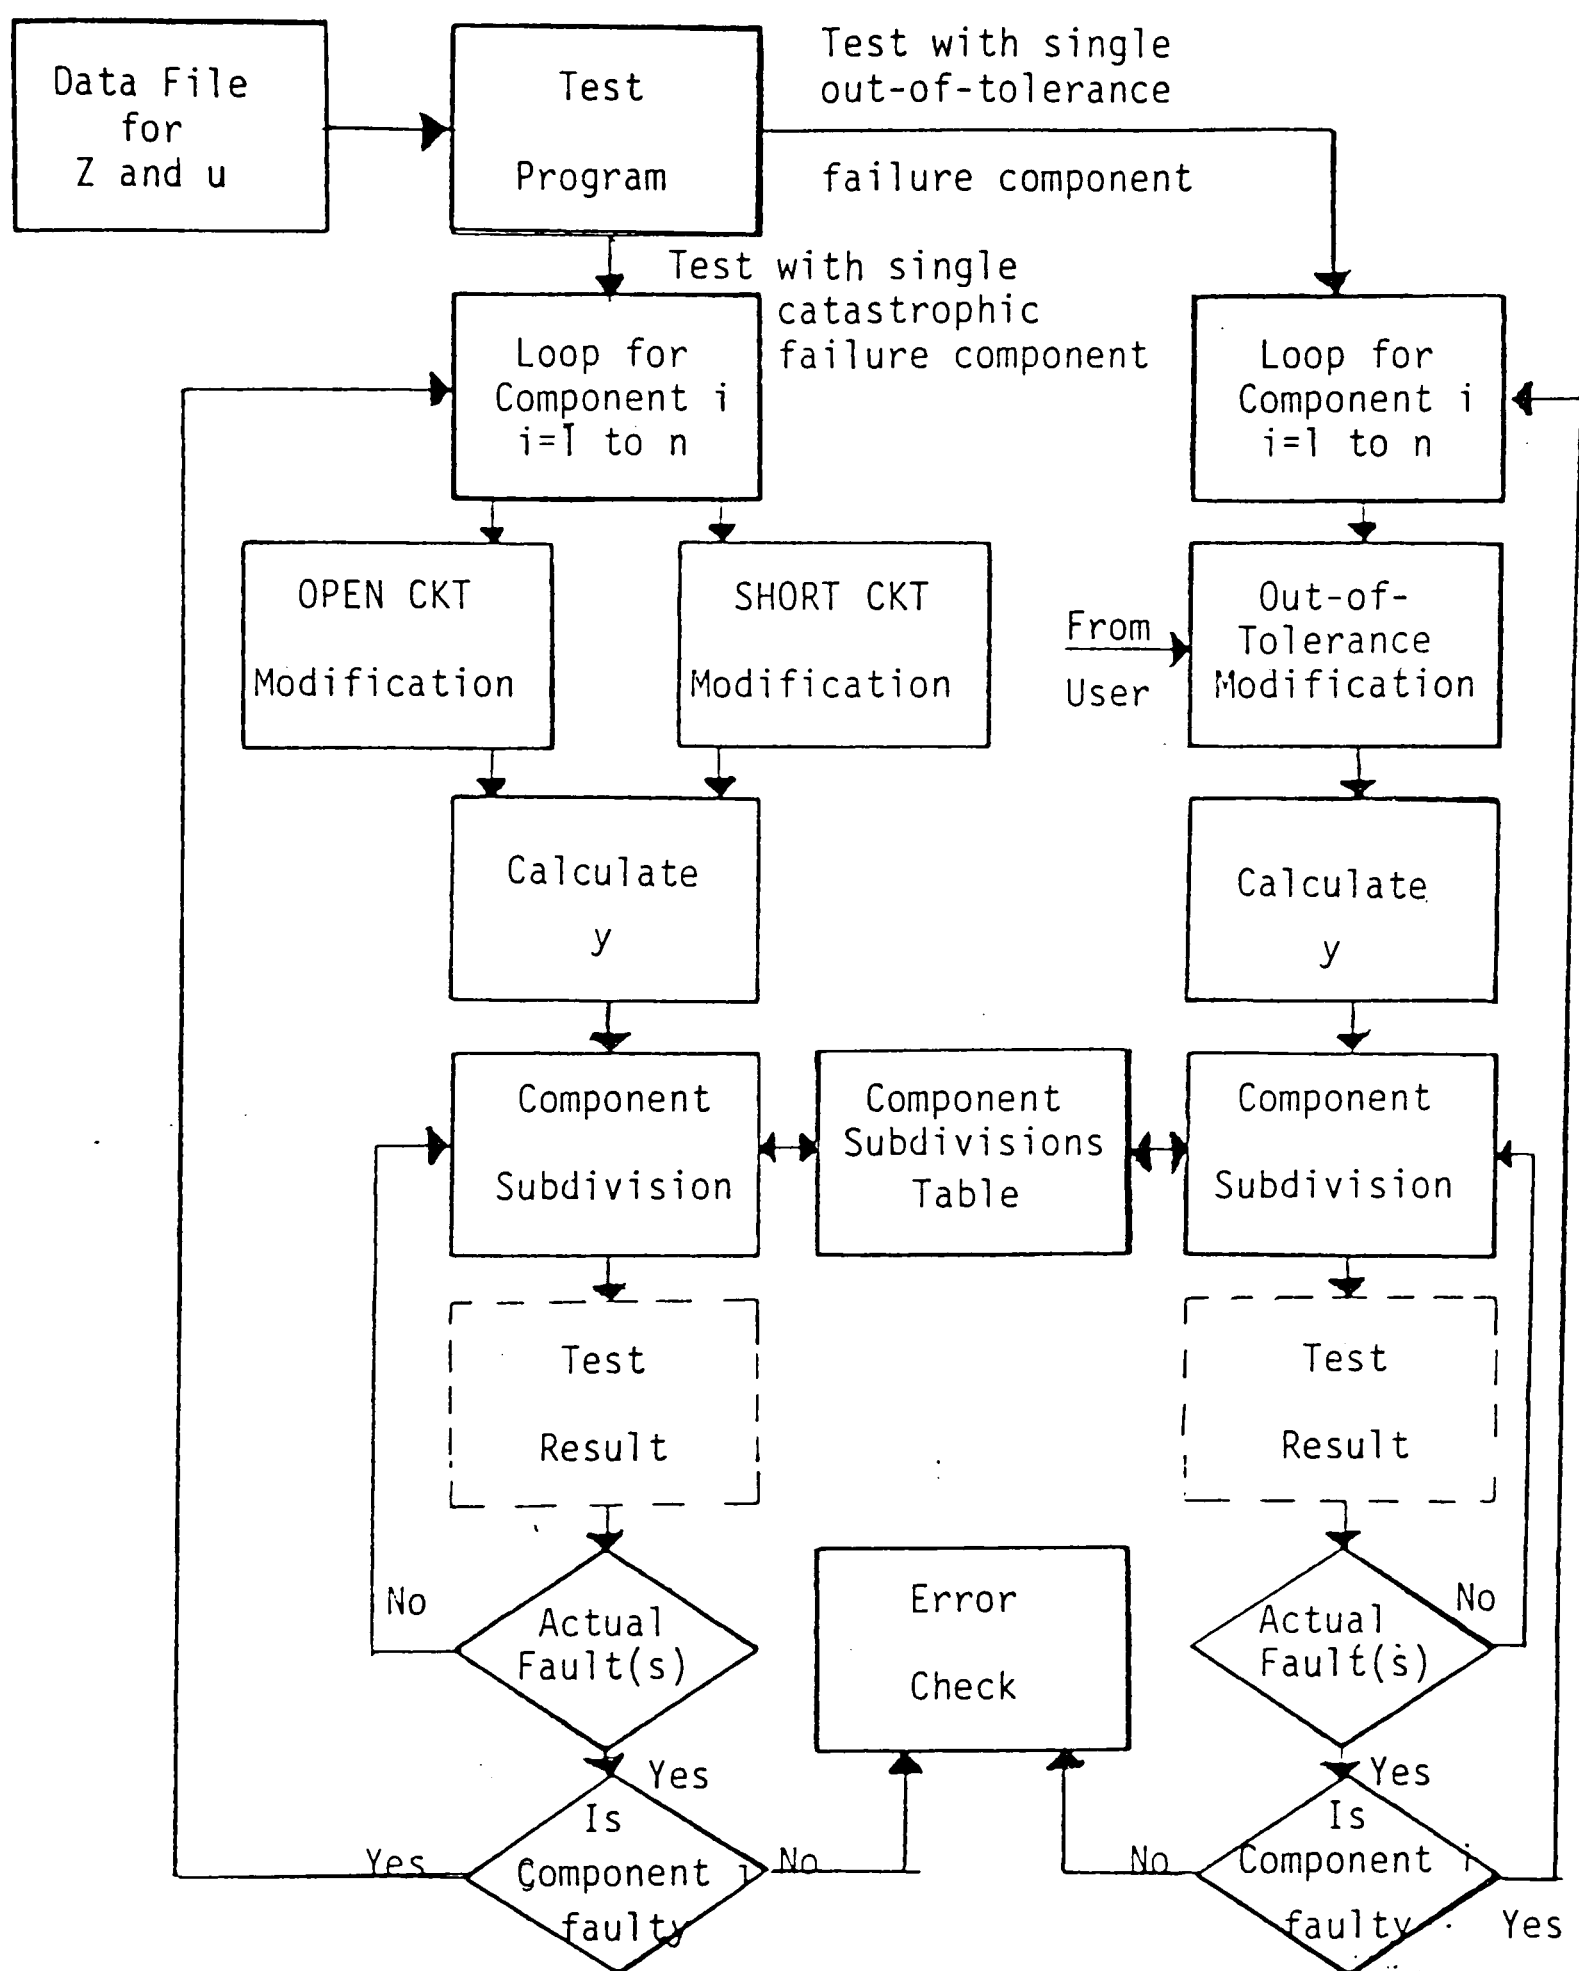 Data File
for
Z and u
Test
Program
Test with single
out-of-tolerance
failure component
Test with single
catastrophic
failure component
Loop for
Component i
i=1 to n
Loop for
Component i
i=1 to n
OPEN CKT
Modification
SHORT CKT
Modification
From
User
Out-of-
Tolerance
Modification
Calculate
y
Calculate
y
Component
Subdivision
Component
Subdivisions
Table
Component
Subdivision
Test
Result
Test
Result
No
Actual
Fault(s)
Error
Check
Actual
Fault(s)
No
Yes
Yes
Is
Component i
faulty
No
Yes
No
Is
Component i
faulty
Yes